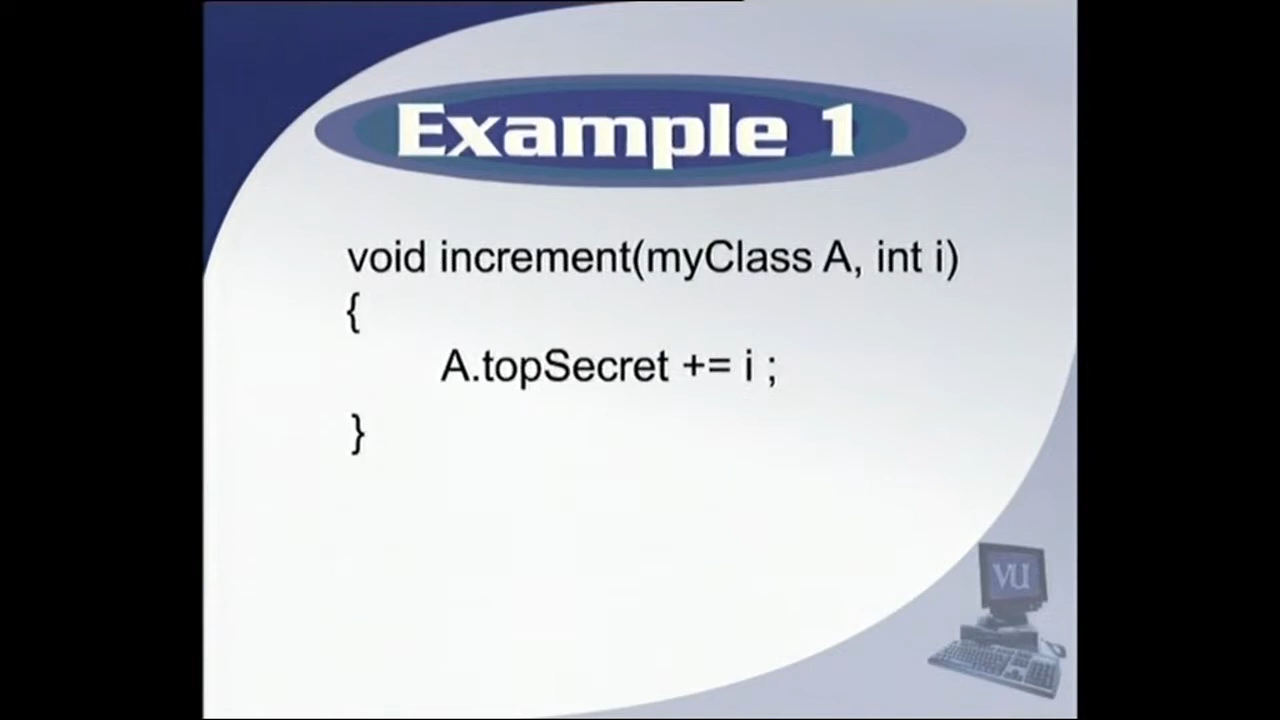 Example 1
void increment(myClass A, int i)
{
A.topSecret += i ;
}
VU